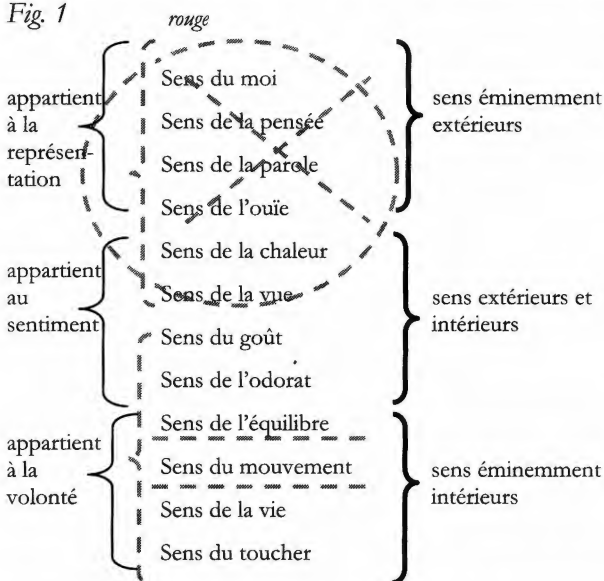 Fig. 1
rouge
appartient
à la
représen-
tation
Sens du moi
Sens de la pensée
Sens de la parole
Sens de l'ouïe
sens éminemment
extérieurs
appartient
au
sentiment
Sens de la chaleur
Sens de la vue
Sens du goût
Sens de l'odorat
sens extérieurs et
intérieurs
appartient
à la
volonté
Sens de l'équilibre
Sens du mouvement
Sens de la vie
Sens du toucher
sens éminemment
intérieurs